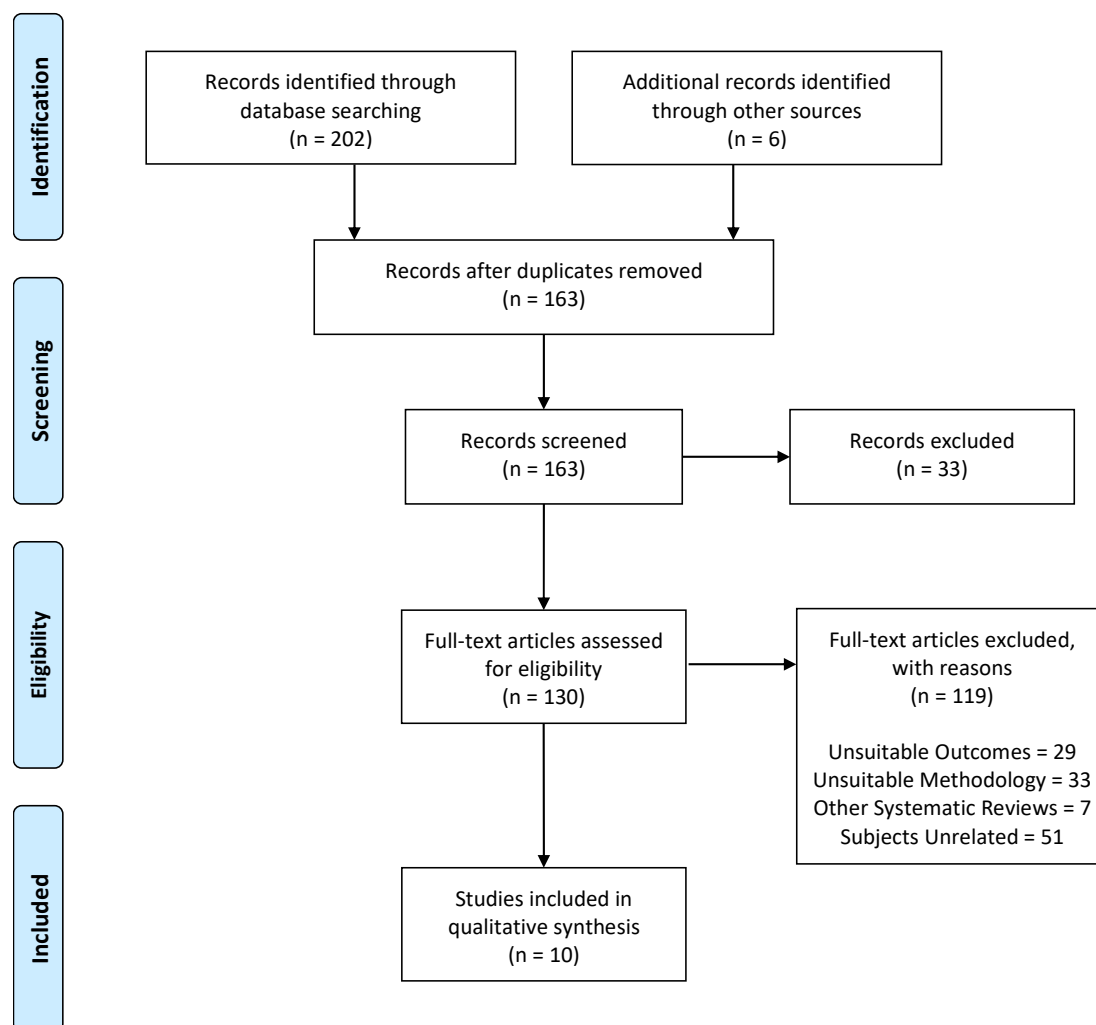 Identification
Records identified through
database searching
(n = 202)
Additional records identified
through other sources
(n = 6)
Records after duplicates removed
(n = 163)
Screening
Records screened
(n = 163)
Records excluded
(n = 33)
Eligibility
Full-text articles assessed
for eligibility
(n = 130)
Full-text articles excluded,
with reasons
(n = 119)
Unsuitable Outcomes = 29
Unsuitable Methodology = 33
Other Systematic Reviews = 7
Subjects Unrelated = 51
Included
Studies included in
qualitative synthesis
(n = 10)